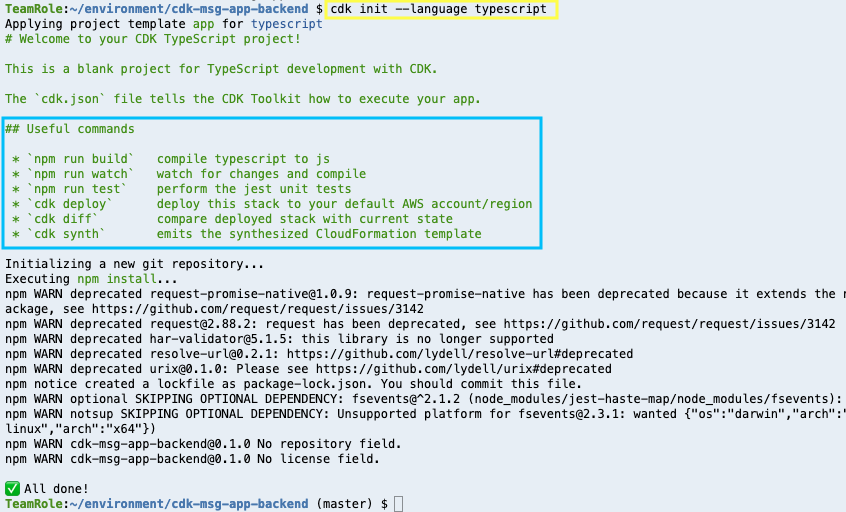 TeamRole:~/environment/cdk-msg-app-backend $ cdk init --language typescript
Applying project template app for typescript
# Welcome to your CDK TypeScript project!
This is a blank project for TypeScript development with CDK.
The `cdk.json` file tells the CDK Toolkit how to execute your app.
## Useful commands
* `npm run build`   compile typescript to js
* `npm run watch`   watch for changes and compile
* `npm run test`    perform the jest unit tests
* `cdk deploy`      deploy this stack to your default AWS account/region
* `cdk diff`        compare deployed stack with current state
* `cdk synth`       emits the synthesized CloudFormation template
Initializing a new git repository...
Executing npm install...
npm WARN deprecated request-promise-native@1.0.9: request-promise-native has been deprecated because it extends the
ackage, see https://github.com/request/request/issues/3142
npm WARN deprecated request@2.88.2: request has been deprecated, see https://github.com/request/request/issues/3142
npm WARN deprecated har-validator@5.1.5: this library is no longer supported
npm WARN deprecated resolve-url@0.2.1: https://github.com/lydell/resolve-url#deprecated
npm WARN deprecated urix@0.1.0: Please see https://github.com/lydell/urix#deprecated
npm notice created a lockfile as package-lock.json. You should commit this file.
npm WARN optional SKIPPING OPTIONAL DEPENDENCY: fsevents@^2.1.2 (node_modules/jest-haste-map/node_modules/fsevents):
npm WARN notsup SKIPPING OPTIONAL DEPENDENCY: Unsupported platform for fsevents@2.3.1: wanted {"os":"darwin","arch":"
linux","arch":"x64"})
npm WARN cdk-msg-app-backend@0.1.0 No repository field.
npm WARN cdk-msg-app-backend@0.1.0 No license field.
✅ All done!
TeamRole:~/environment/cdk-msg-app-backend (master) $